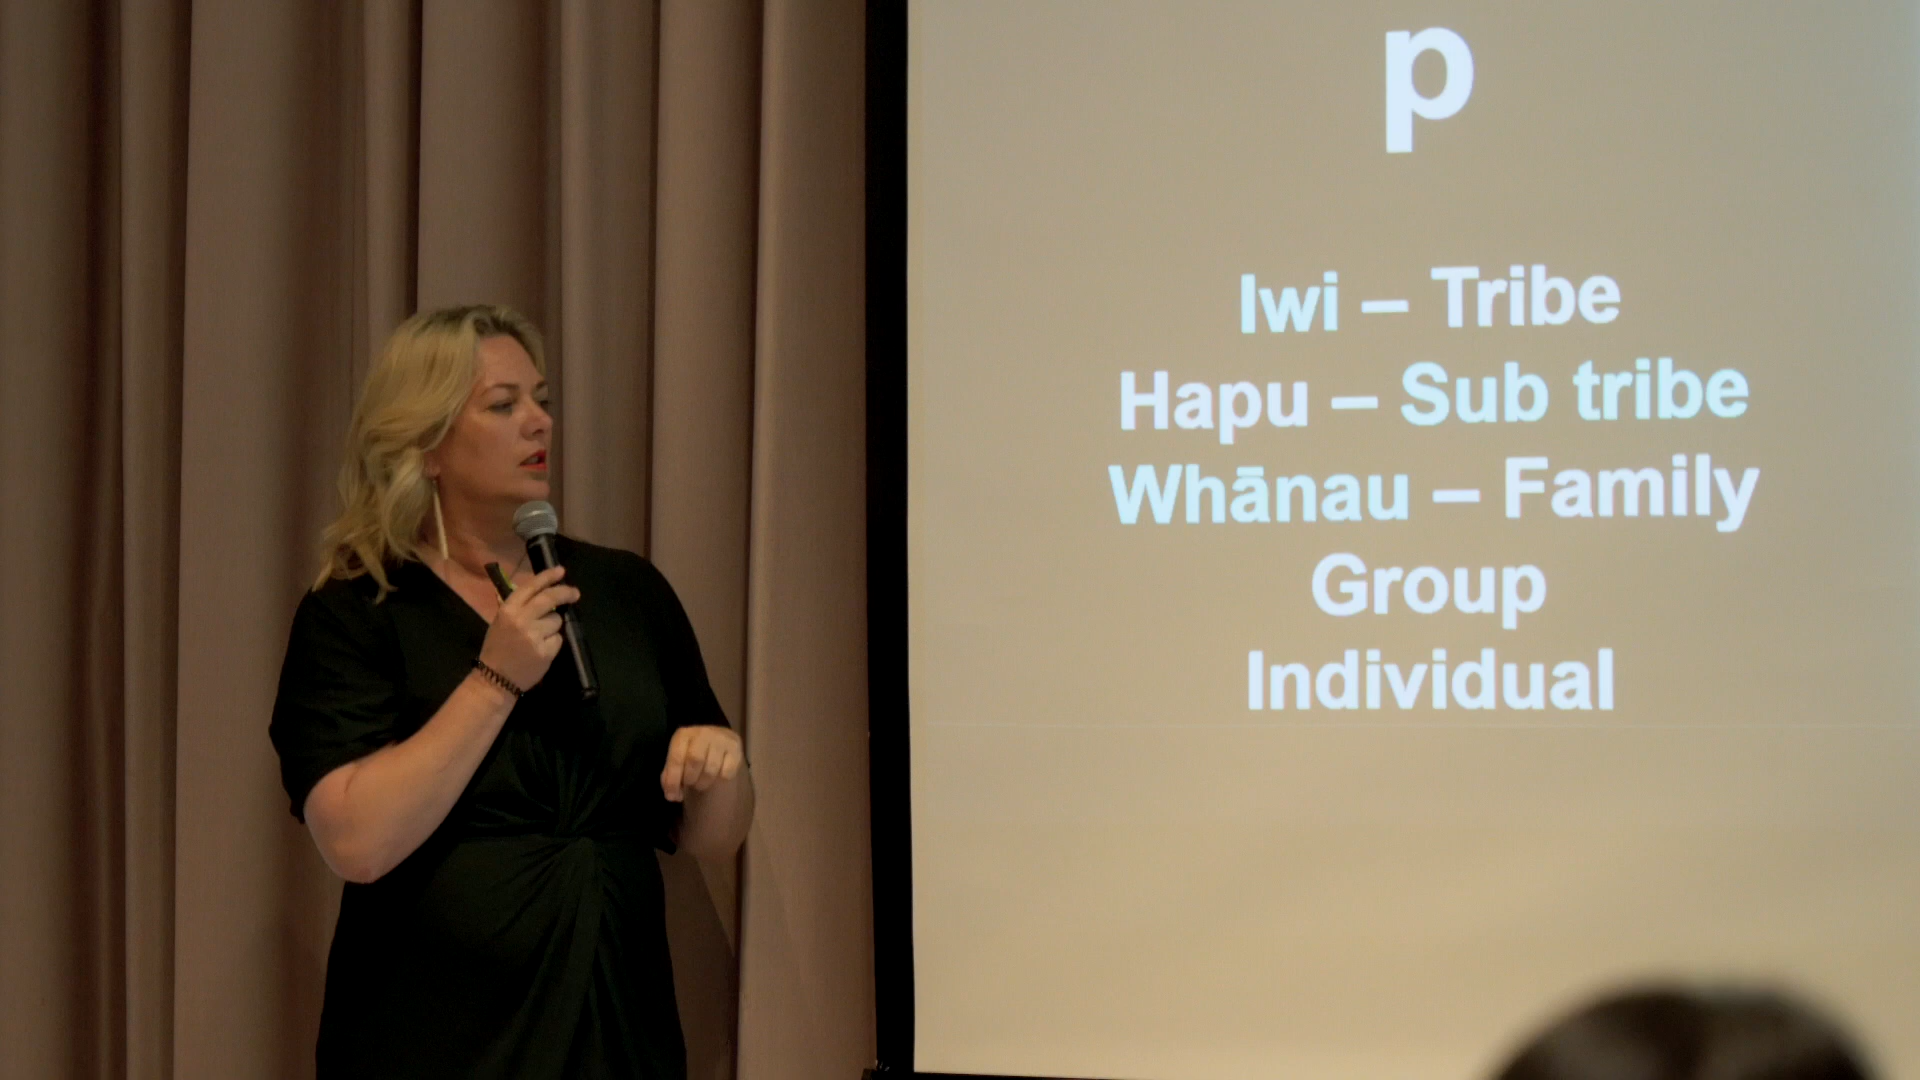 p
Iwi – Tribe
Hapu – Sub tribe
Whānau – Family
Group
Individual